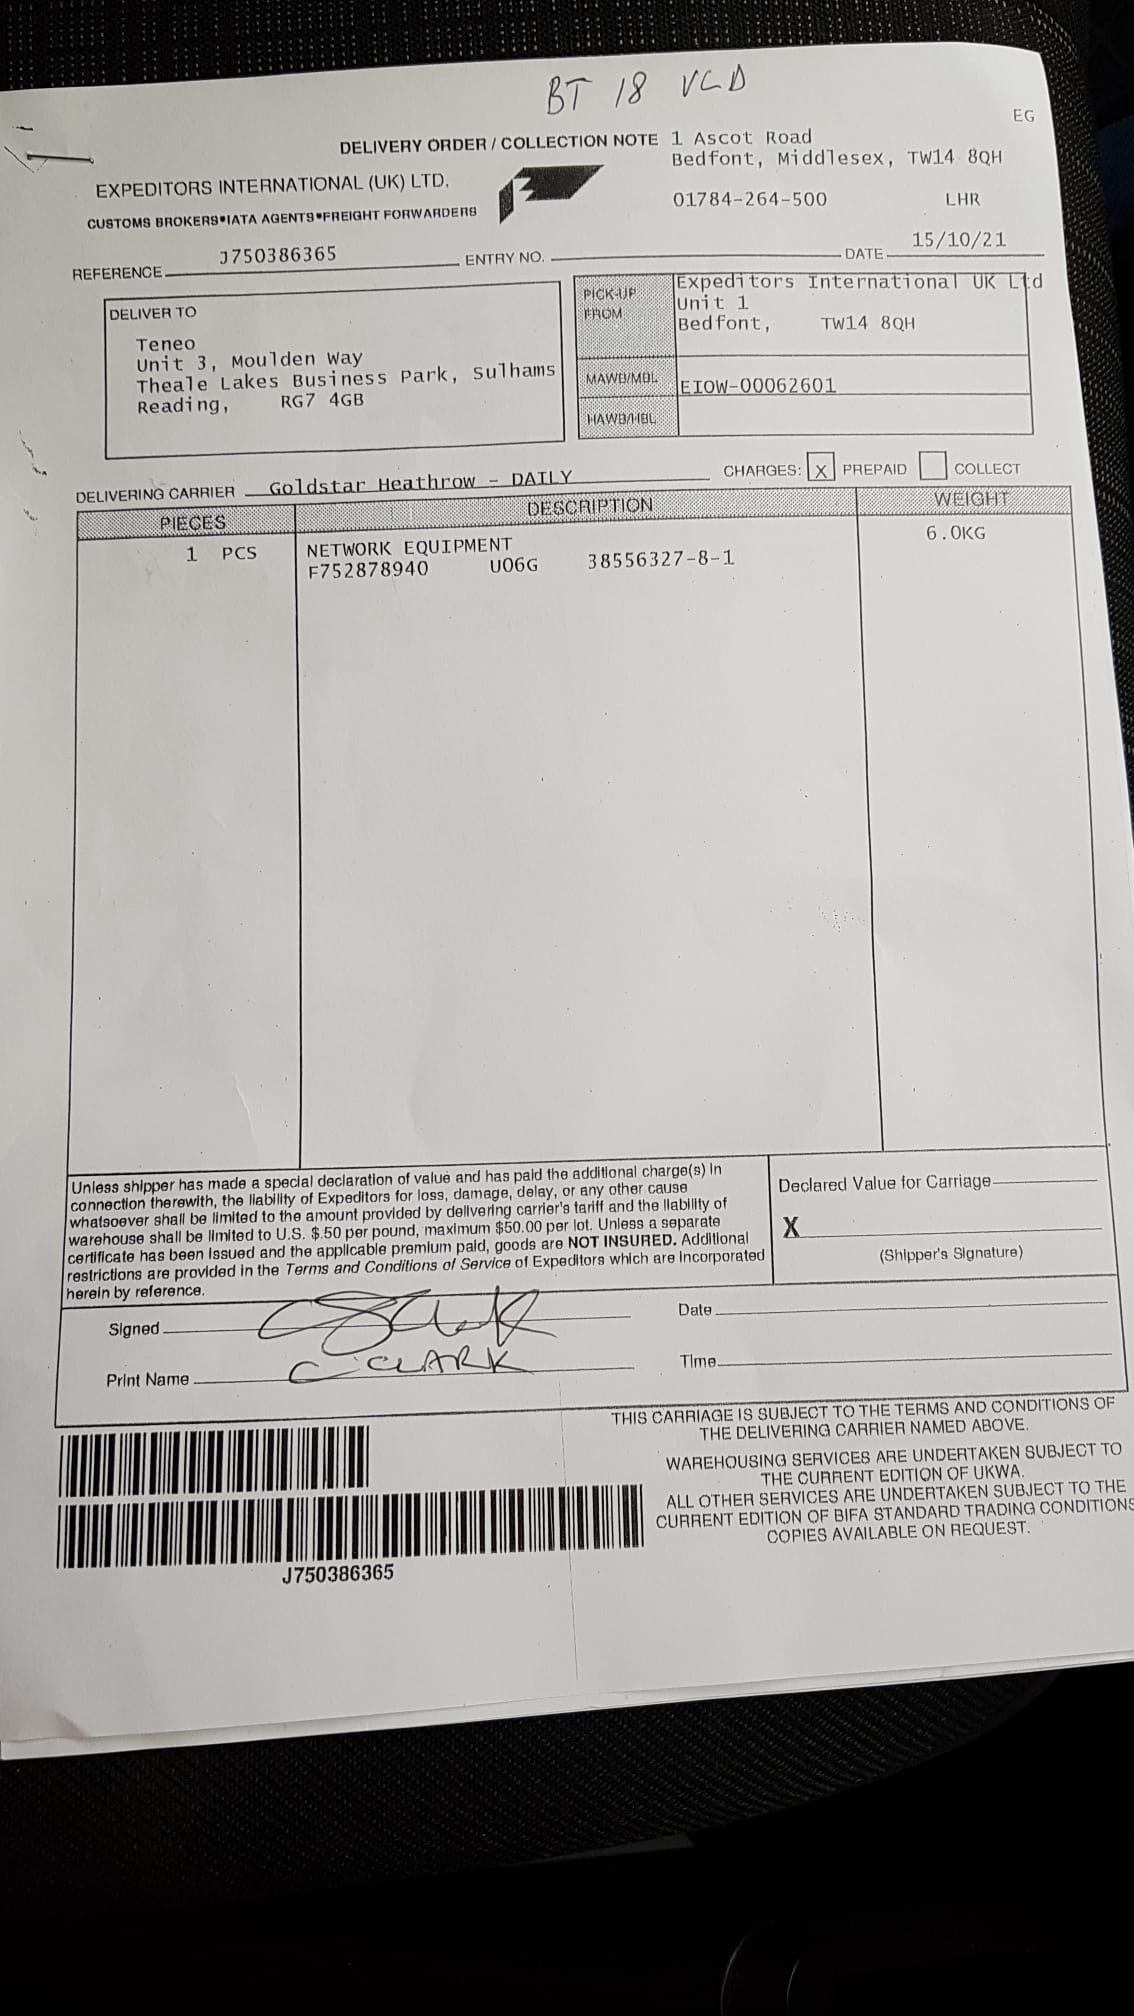 BT 18 VCD
EG
DELIVERY ORDER / COLLECTION NOTE 1 Ascot Road
Bedfont, Middlesex, TW14 8QH
EXPEDITORS INTERNATIONAL (UK) LTD.
CUSTOMS BROKERS•IATA AGENTS•FREIGHT FORWARDERS
01784-264-500 LHR
REFERENCE J750386365 ENTRY NO. DATE 15/10/21
DELIVER TO
Teneo
Unit 3, Moulden Way
Theale Lakes Business Park, Sulhams
Reading, RG7 4GB
PICK-UP FROM
Expeditors International UK Ltd
Unit 1
Bedfont, TW14 8QH
MAWB/MBL EIOW-00062601
HAWB/HBL
DELIVERING CARRIER Goldstar Heathrow - DAILY CHARGES: X PREPAID COLLECT
PIECES DESCRIPTION WEIGHT
1 PCS NETWORK EQUIPMENT 6.0KG
F752878940 U06G 38556327-8-1
Unless shipper has made a special declaration of value and has paid the additional charge(s) in
connection therewith, the liability of Expeditors for loss, damage, delay, or any other cause
whatsoever shall be limited to the amount provided by delivering carrier's tariff and the liability of
warehouse shall be limited to U.S. $.50 per pound, maximum $50.00 per lot. Unless a separate
certificate has been issued and the applicable premium paid, goods are NOT INSURED. Additional
restrictions are provided in the Terms and Conditions of Service of Expeditors which are incorporated
herein by reference.
Declared Value for Carriage
X
(Shipper's Signature)
Signed Date
Print Name C CLARK Time
THIS CARRIAGE IS SUBJECT TO THE TERMS AND CONDITIONS OF
THE DELIVERING CARRIER NAMED ABOVE.
WAREHOUSING SERVICES ARE UNDERTAKEN SUBJECT TO
THE CURRENT EDITION OF UKWA.
ALL OTHER SERVICES ARE UNDERTAKEN SUBJECT TO THE
CURRENT EDITION OF BIFA STANDARD TRADING CONDITIONS
COPIES AVAILABLE ON REQUEST.
J750386365